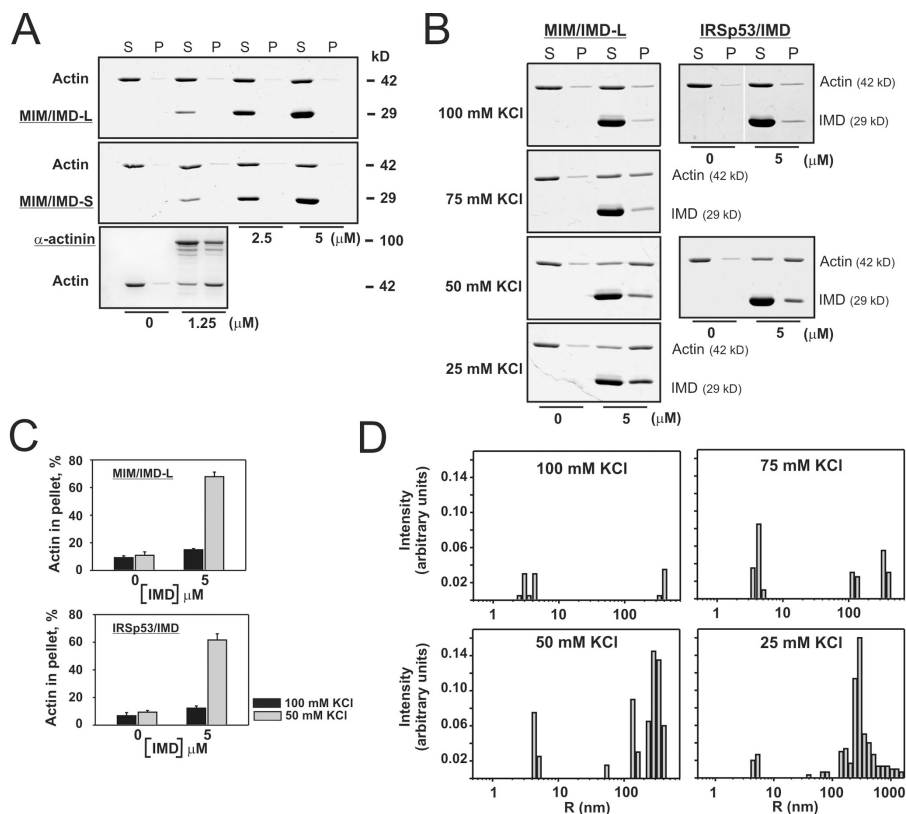 A
S P S P S P S P kD
Actin – 42
MIM/IMD-L – 29
Actin – 42
MIM/IMD-S – 29
2.5 5 (μM)
α-actinin – 100
Actin – 42
0 1.25 (μM)
B
MIM/IMD-L IRSp53/IMD
S P S P S P S P
100 mM KCl Actin (42 kD)
IMD (29 kD)
0 5 (μM)
75 mM KCl Actin (42 kD)
IMD (29 kD)
50 mM KCl Actin (42 kD)
IMD (29 kD)
0 5 (μM)
25 mM KCl Actin (42 kD)
IMD (29 kD)
0 5 (μM)
C
Actin in pellet, %
80
60
40
20
0
MIM/IMD-L
0 5
[IMD] μM
Actin in pellet, %
80
60
40
20
0
IRSp53/IMD
0 5
[IMD] μM
100 mM KCl
50 mM KCl
D
Intensity
(arbitrary units)
0.14
0.10
0.06
0.02
100 mM KCl
1 10 100
75 mM KCl
1 10 100
Intensity
(arbitrary units)
0.14
0.10
0.06
0.02
50 mM KCl
1 10 100
R (nm)
25 mM KCl
1 10 100 1000
R (nm)